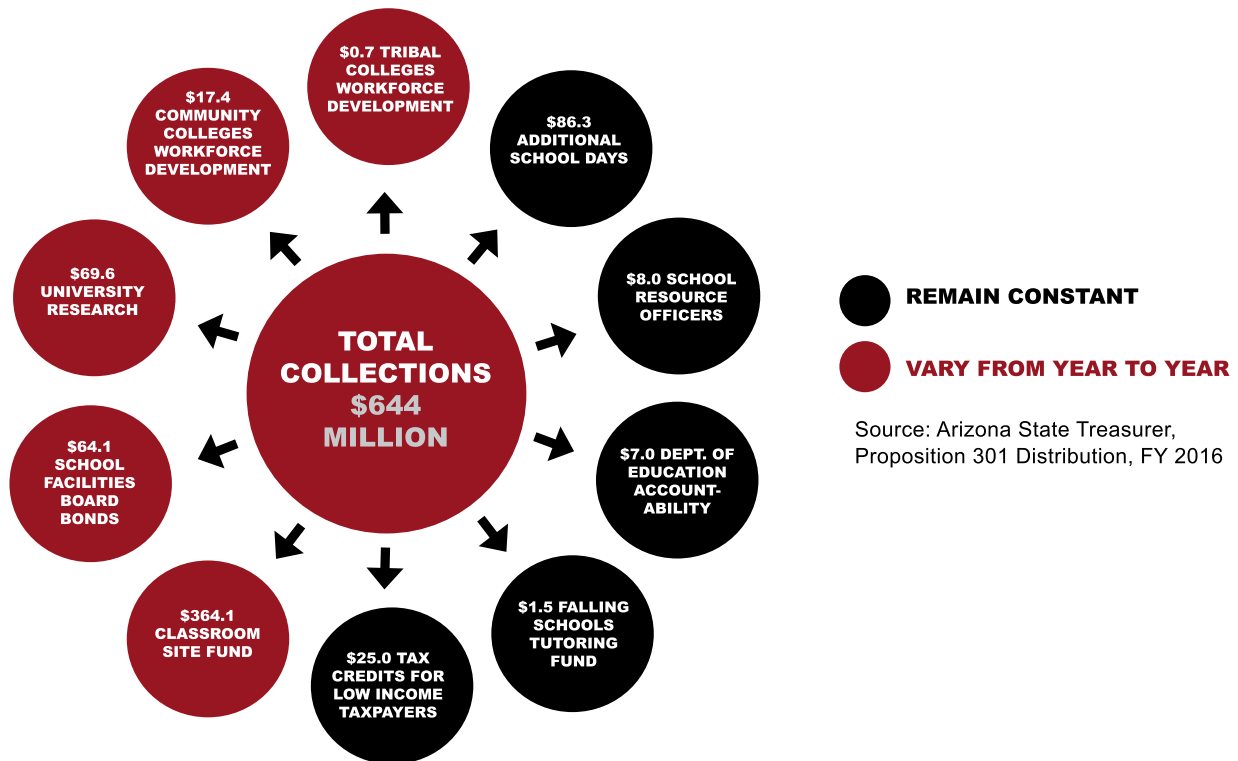 $0.7 TRIBAL
COLLEGES
WORKFORCE
DEVELOPMENT
$86.3
ADDITIONAL
SCHOOL DAYS
$8.0 SCHOOL
RESOURCE
OFFICERS
$7.0 DEPT. OF
EDUCATION
ACCOUNT-
ABILITY
$1.5 FALLING
SCHOOLS
TUTORING
FUND
$25.0 TAX
CREDITS FOR
LOW INCOME
TAXPAYERS
$364.1
CLASSROOM
SITE FUND
$64.1
SCHOOL
FACILITIES
BOARD
BONDS
$69.6
UNIVERSITY
RESEARCH
$17.4
COMMUNITY
COLLEGES
WORKFORCE
DEVELOPMENT
TOTAL
COLLECTIONS
$644
MILLION
REMAIN CONSTANT
VARY FROM YEAR TO YEAR
Source: Arizona State Treasurer,
Proposition 301 Distribution, FY 2016